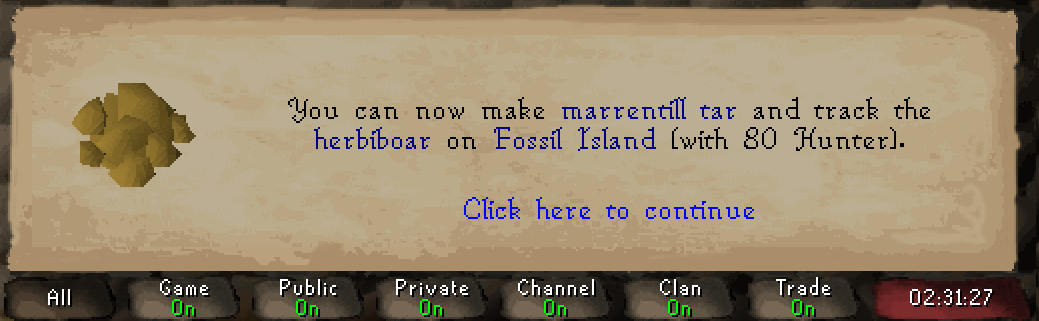 You can now make marrentill tar and track the
herbiboar on Fossil Island (with 80 Hunter).
Click here to continue
All
Game
On
Public
On
Private
On
Channel
On
Clan
On
Trade
On
02:31:27